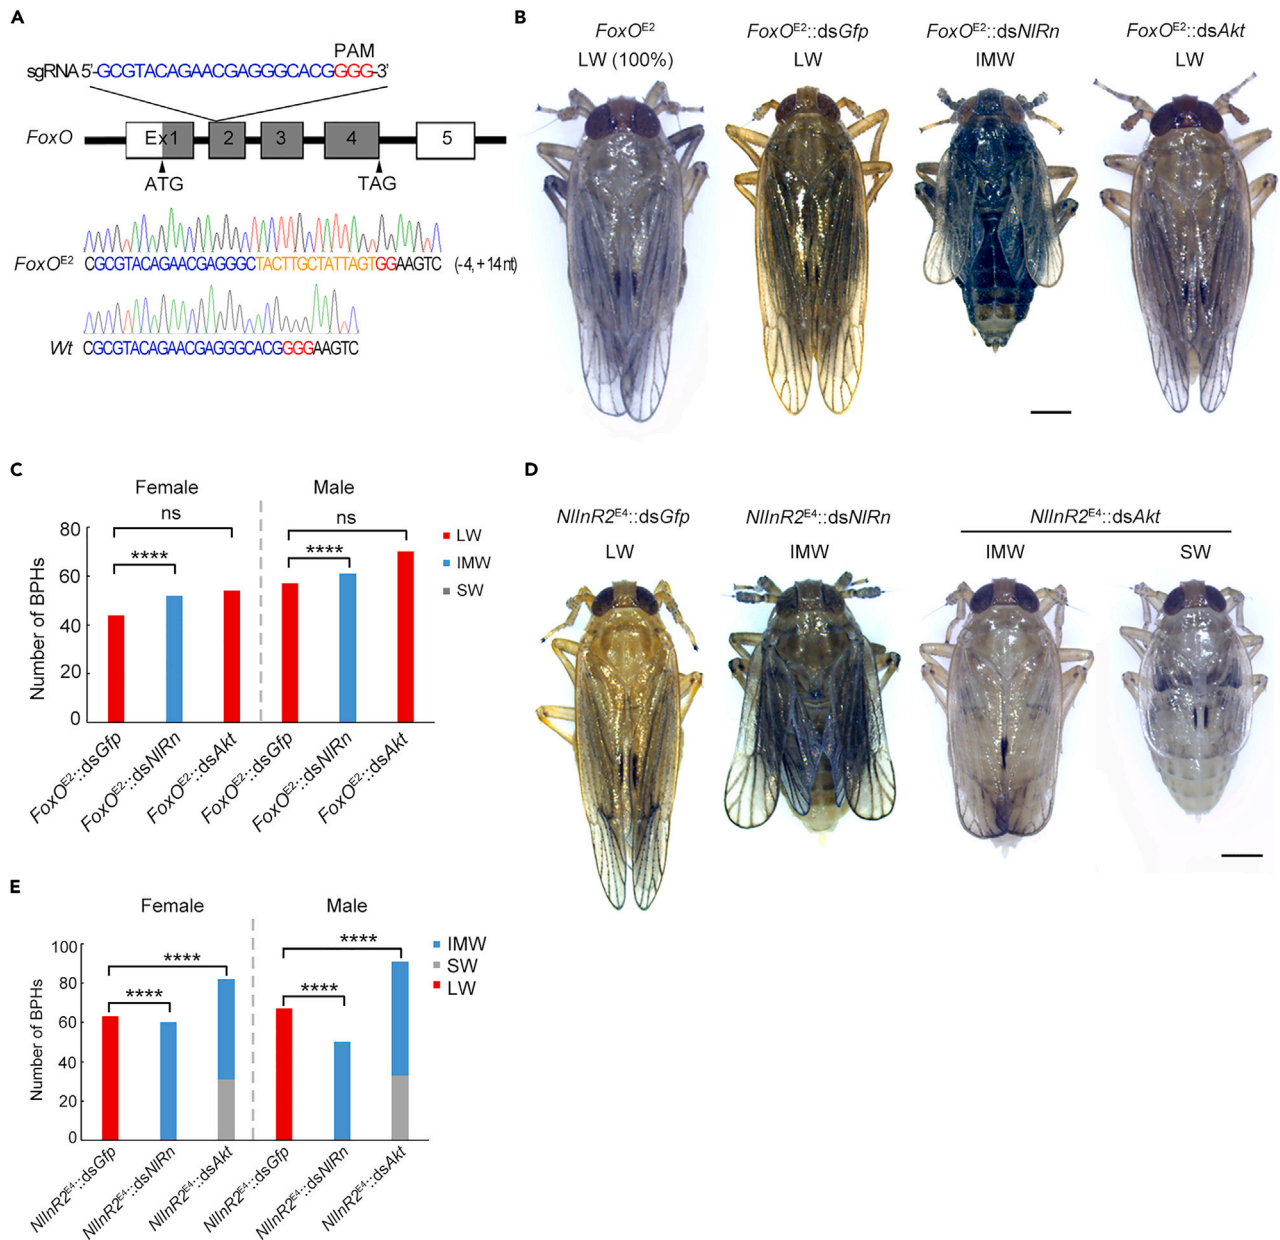 A
PAM
sgRNA 5'-GCGTACAGAACGAGGGCACGGGG-3'
FoxO Ex1 2 3 4 5
ATG TAG
FoxOE2 CGCGTACAGAACGAGGGCTACTTGCTATTAGTGGAAGTC (-4, +14 nt)
Wt CGCGTACAGAACGAGGGCACGGGGAAGTC
B
FoxOE2 FoxOE2::dsGfp FoxOE2::dsNlRn FoxOE2::dsAkt
LW (100%) LW IMW LW
C
Female Male
ns ns
**** ****
LW
IMW
SW
Number of BPHs
80
60
40
20
0
FoxOE2::dsGfp
FoxOE2::dsNlRn
FoxOE2::dsAkt
FoxOE2::dsGfp
FoxOE2::dsNlRn
FoxOE2::dsAkt
D
NlInR2E4::dsGfp NlInR2E4::dsNlRn NlInR2E4::dsAkt
LW IMW IMW SW
E
Female Male
**** ****
**** ****
IMW
SW
LW
Number of BPHs
100
80
60
40
20
0
NlInR2E4::dsGfp
NlInR2E4::dsNlRn
NlInR2E4::dsAkt
NlInR2E4::dsGfp
NlInR2E4::dsNlRn
NlInR2E4::dsAkt